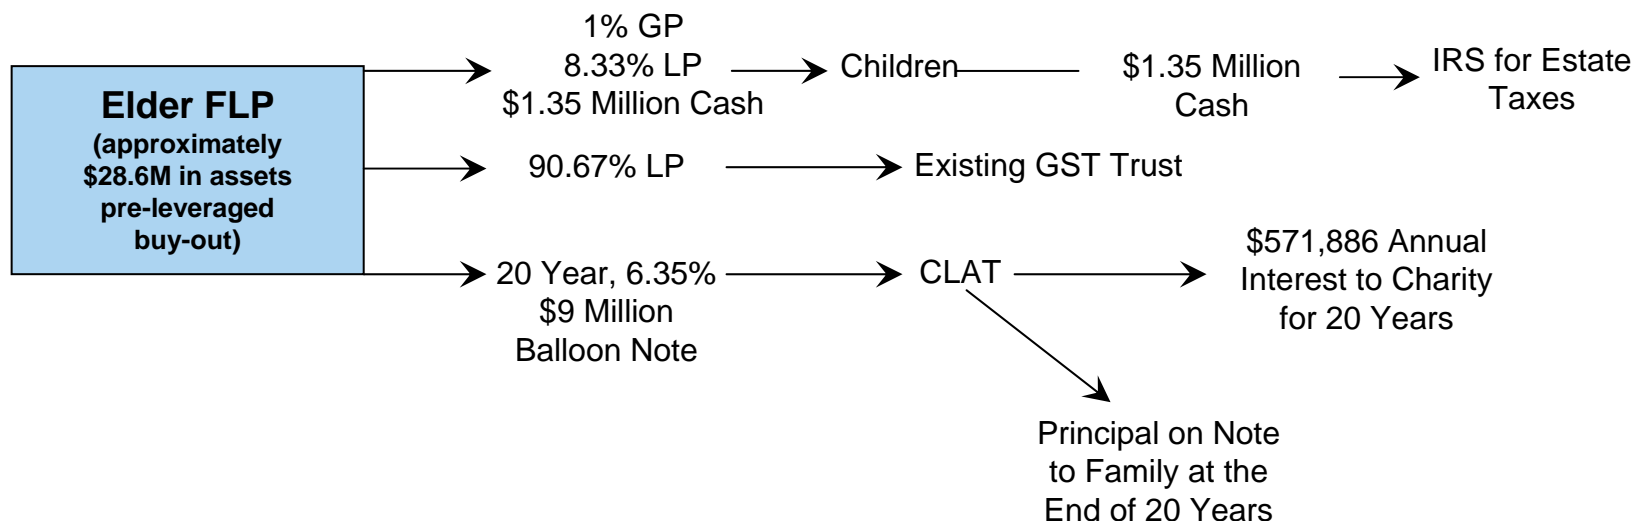 Elder FLP
(approximately
$28.6M in assets
pre-leveraged
buy-out)
1% GP
8.33% LP
$1.35 Million Cash
Children
$1.35 Million
Cash
IRS for Estate
Taxes
90.67% LP
Existing GST Trust
20 Year, 6.35%
$9 Million
Balloon Note
CLAT
$571,886 Annual
Interest to Charity
for 20 Years
Principal on Note
to Family at the
End of 20 Years